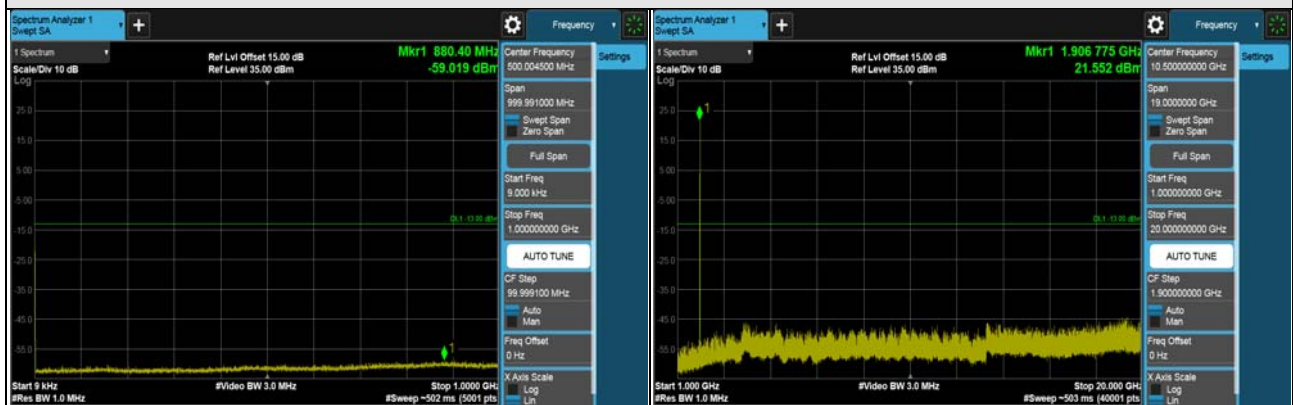 Spectrum Analyzer 1
Swept SA
+
Frequency
1 Spectrum
Scale/Div 10 dB
Log
Ref Lvl Offset 15.00 dB
Ref Level 35.00 dBm
Mkr1 880.40 MHz
-59.019 dBm
25.0
15.0
5.00
-5.00
-15.0
-25.0
-35.0
-45.0
-55.0
1
DL1 -13.00 dBm
Start 9 kHz
#Res BW 1.0 MHz
#Video BW 3.0 MHz
Stop 1.0000 GHz
#Sweep ~502 ms (5001 pts
Center Frequency
500.004500 MHz
Span
999.991000 MHz
Swept Span
Zero Span
Full Span
Start Freq
9.000 kHz
Stop Freq
1.000000000 GHz
AUTO TUNE
CF Step
99.999100 MHz
Auto
Man
Freq Offset
0 Hz
X Axis Scale
Log
Lin
Settings
Spectrum Analyzer 1
Swept SA
+
Frequency
1 Spectrum
Scale/Div 10 dB
Log
Ref Lvl Offset 15.00 dB
Ref Level 35.00 dBm
Mkr1 1.906 775 GHz
21.552 dBm
25.0
15.0
5.00
-5.00
-15.0
-25.0
-35.0
-45.0
-55.0
1
DL1 -13.00 dBm
Start 1.000 GHz
#Res BW 1.0 MHz
#Video BW 3.0 MHz
Stop 20.000 GHz
#Sweep ~503 ms (40001 pts
Center Frequency
10.500000000 GHz
Span
19.0000000 GHz
Swept Span
Zero Span
Full Span
Start Freq
1.000000000 GHz
Stop Freq
20.000000000 GHz
AUTO TUNE
CF Step
1.900000000 GHz
Auto
Man
Freq Offset
0 Hz
X Axis Scale
Log
Lin
Settings